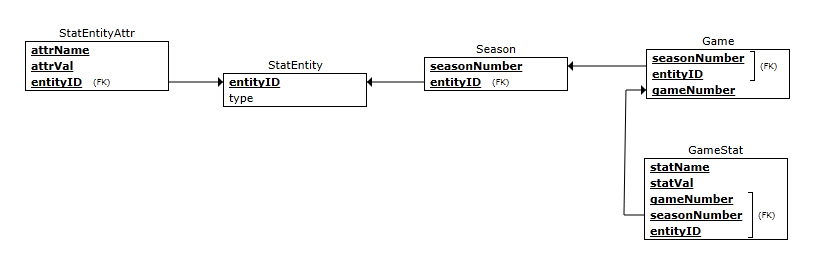 StatEntityAttr
attrName
attrVal
entityID (FK)
StatEntity
entityID
type
Season
seasonNumber
entityID (FK)
Game
seasonNumber
entityID
(FK)
gameNumber
GameStat
statName
statVal
gameNumber
seasonNumber (FK)
entityID